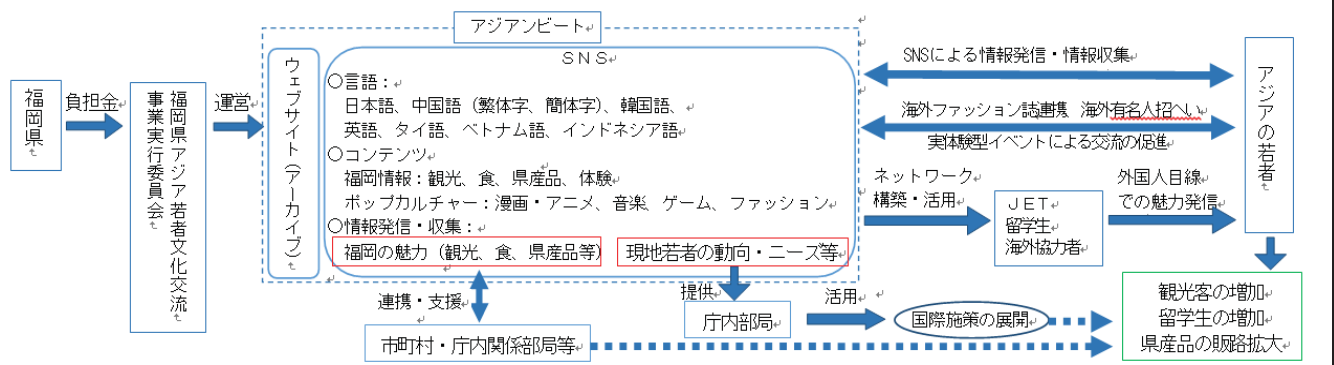 アジアンビート
福岡県
負担金
福岡県アジア若者文化交流
事業実行委員会
運営
ウェブサイト(アーカイブ)
SNS
〇言語:
日本語、中国語(繁体字、簡体字)、韓国語、
英語、タイ語、ベトナム語、インドネシア語
〇コンテンツ
福岡情報:観光、食、県産品、体験
ポップカルチャー:漫画・アニメ、音楽、ゲーム、ファッション
〇情報発信・収集:
福岡の魅力(観光、食、県産品等)
現地若者の動向・ニーズ等
SNSによる情報発信・情報収集
海外ファッション誌連携 海外有名人招へい
実体験型イベントによる交流の促進
アジアの若者
ネットワーク
構築・活用
JET
留学生
海外協力者
外国人目線
での魅力発信
連携・支援
市町村・庁内関係部局等
提供
庁内部局
活用
国際施策の展開
観光客の増加
留学生の増加
県産品の販路拡大